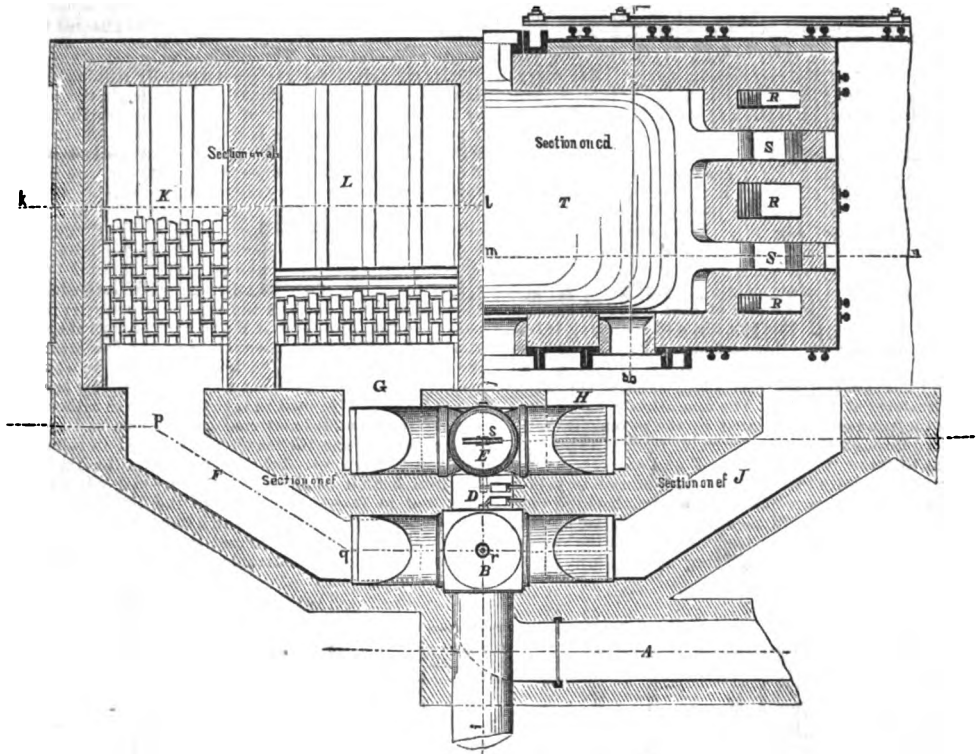 Section on ab
Section on cd.
R
S
k
K
L
T
R
m
S
n
R
G
H
p
S
E
F
Section on ef
D
Section on ef
J
q
r
B
A